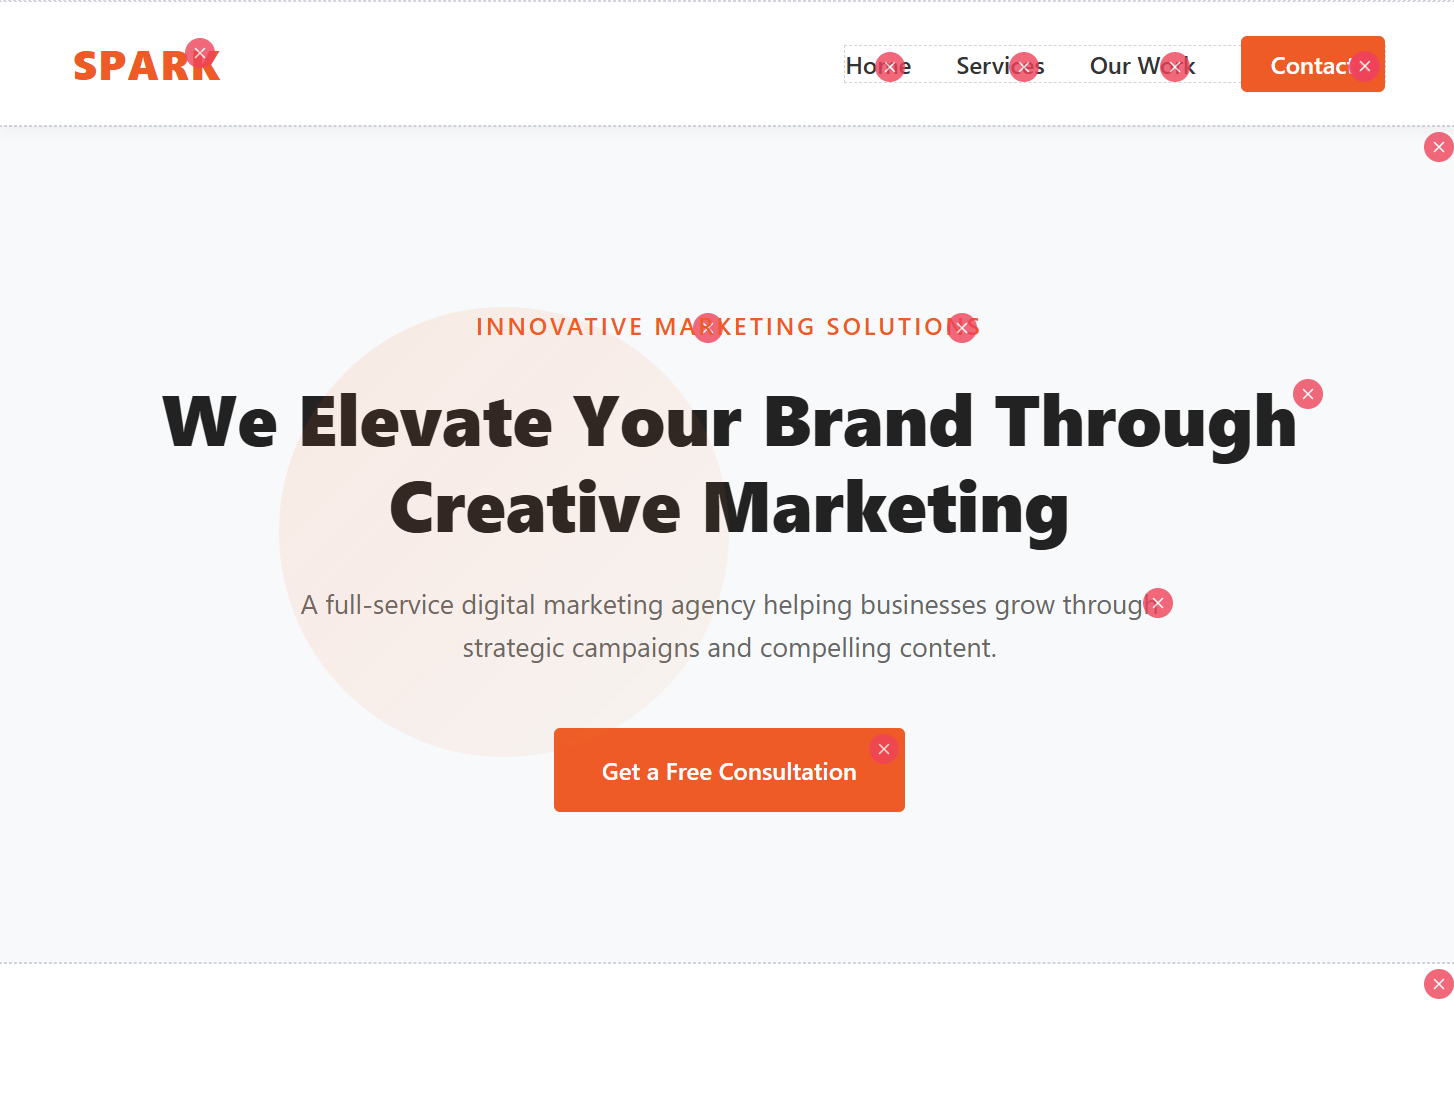 SPARK
Home Services Our Work Contact
INNOVATIVE MARKETING SOLUTIONS
We Elevate Your Brand Through
Creative Marketing
A full-service digital marketing agency helping businesses grow through
strategic campaigns and compelling content.
Get a Free Consultation